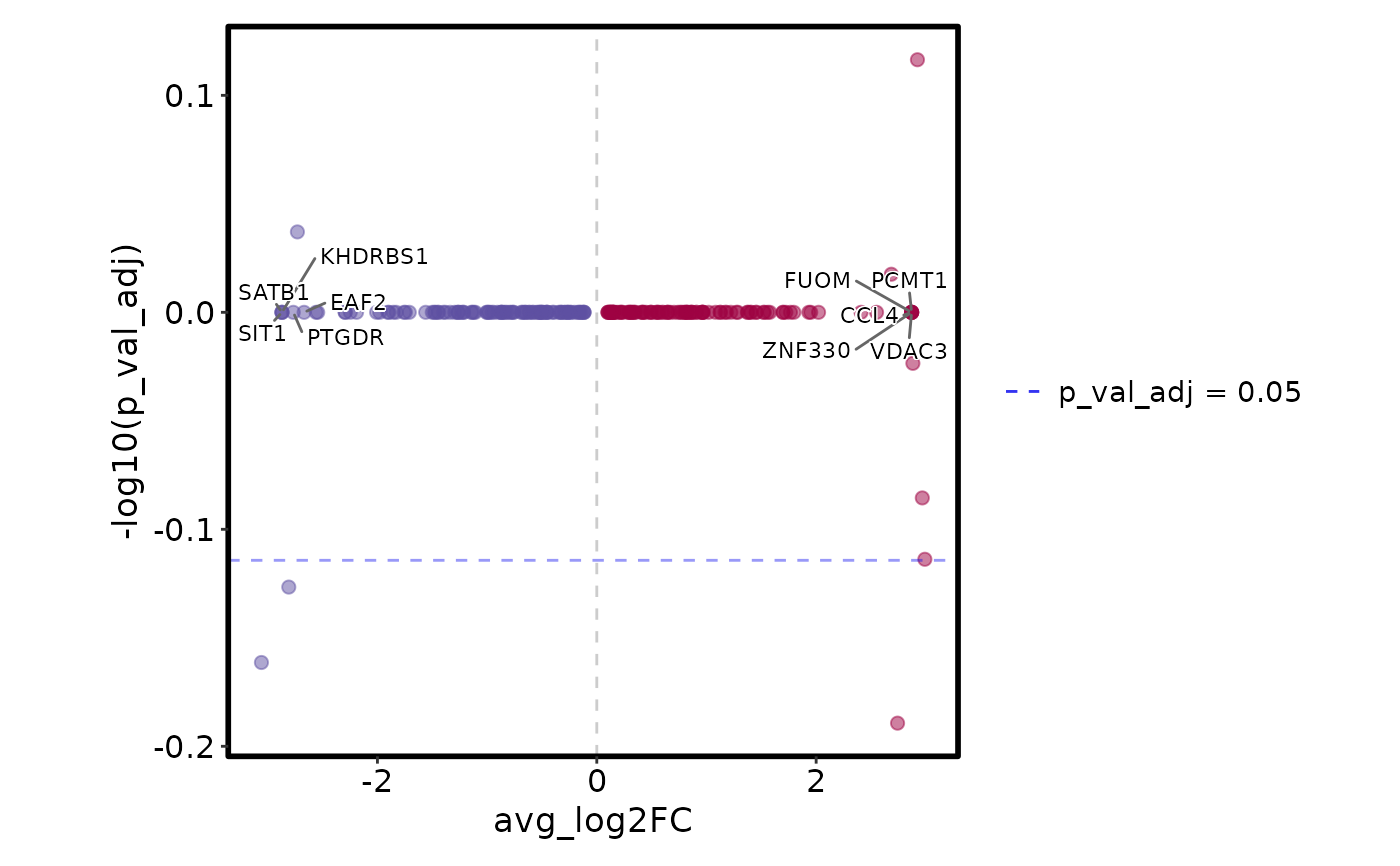 0.1
0.0
-0.1
-0.2
-log10(p_val_adj)
KHDRBS1
SATB1
EAF2
SIT1
PTGDR
FUOM
PCMT1
CCL4
ZNF330
VDAC3
p_val_adj = 0.05
-2
0
2
avg_log2FC